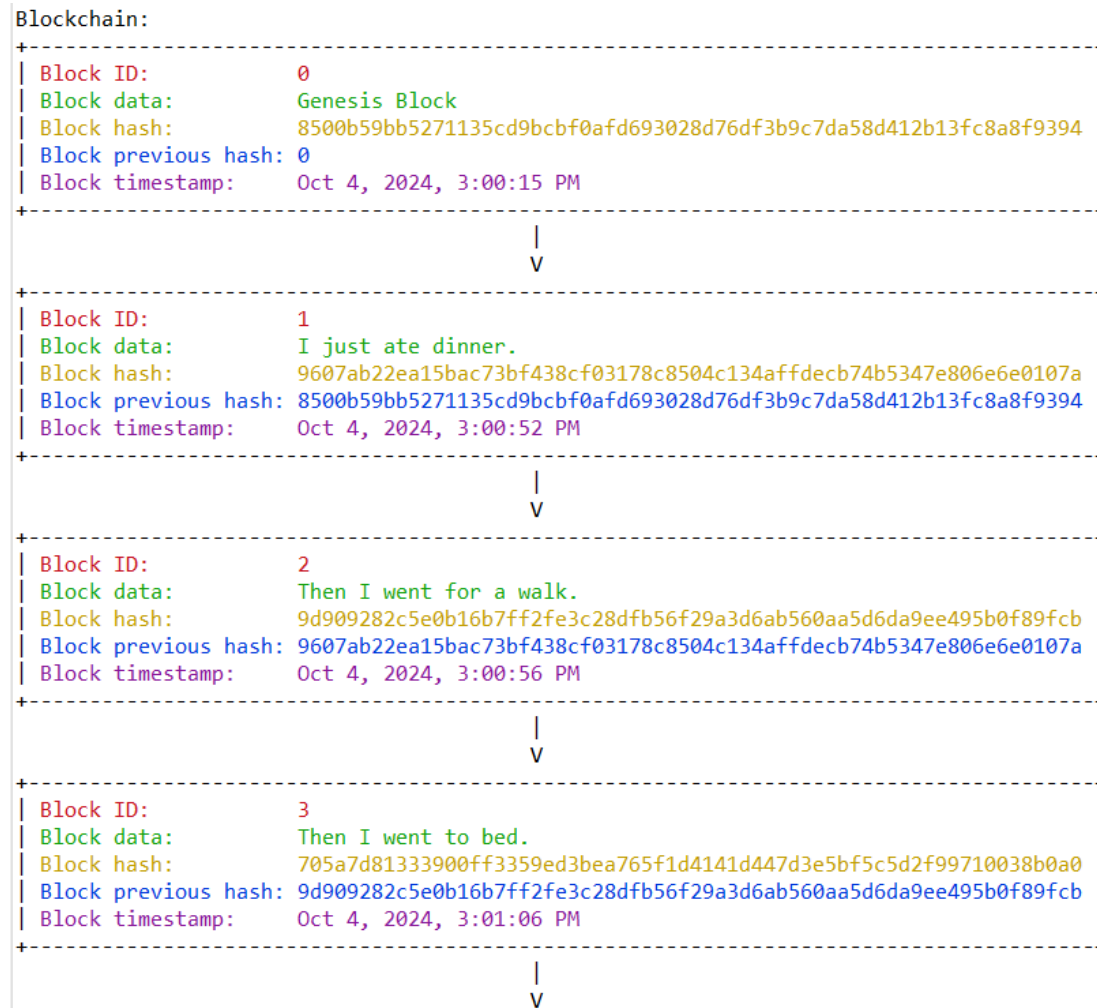 Blockchain:
+---------------------------------------------------------------------------------------
| Block ID:            0
| Block data:          Genesis Block
| Block hash:          8500b59bb5271135cd9bcbf0afd693028d76df3b9c7da58d412b13fc8a8f9394
| Block previous hash: 0
| Block timestamp:     Oct 4, 2024, 3:00:15 PM
+---------------------------------------------------------------------------------------
|
V
+---------------------------------------------------------------------------------------
| Block ID:            1
| Block data:          I just ate dinner.
| Block hash:          9607ab22ea15bac73bf438cf03178c8504c134affdecb74b5347e806e6e0107a
| Block previous hash: 8500b59bb5271135cd9bcbf0afd693028d76df3b9c7da58d412b13fc8a8f9394
| Block timestamp:     Oct 4, 2024, 3:00:52 PM
+---------------------------------------------------------------------------------------
|
V
+---------------------------------------------------------------------------------------
| Block ID:            2
| Block data:          Then I went for a walk.
| Block hash:          9d909282c5e0b16b7ff2fe3c28dfb56f29a3d6ab560aa5d6da9ee495b0f89fcb
| Block previous hash: 9607ab22ea15bac73bf438cf03178c8504c134affdecb74b5347e806e6e0107a
| Block timestamp:     Oct 4, 2024, 3:00:56 PM
+---------------------------------------------------------------------------------------
|
V
+---------------------------------------------------------------------------------------
| Block ID:            3
| Block data:          Then I went to bed.
| Block hash:          705a7d81333900ff3359ed3bea765f1d4141d447d3e5bf5c5d2f99710038b0a0
| Block previous hash: 9d909282c5e0b16b7ff2fe3c28dfb56f29a3d6ab560aa5d6da9ee495b0f89fcb
| Block timestamp:     Oct 4, 2024, 3:01:06 PM
+---------------------------------------------------------------------------------------
|
V